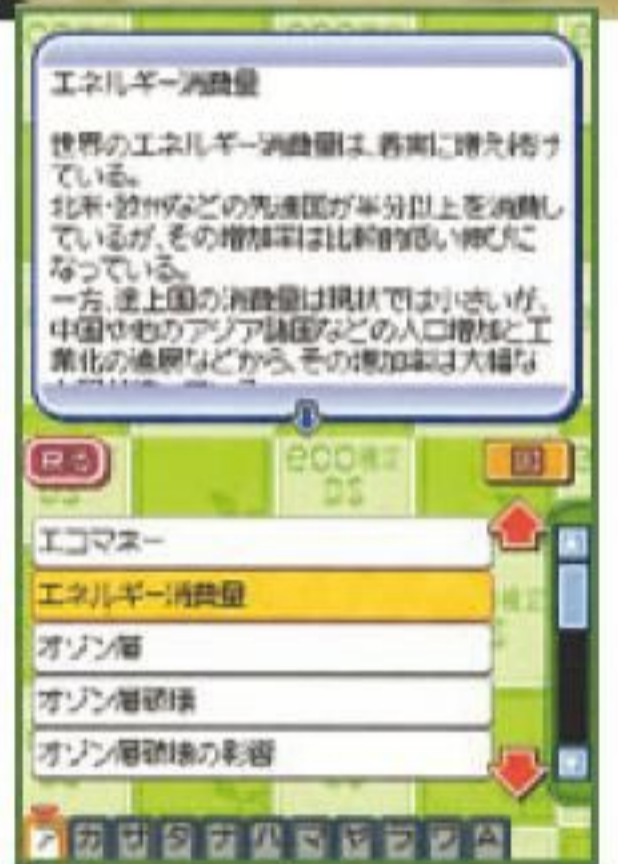 エネルギー消費量
世界のエネルギー消費量は、着実に増え続け
ている。
北米・欧州などの先進国が半分以上を消費し
ているが、その増加率は比較的低い伸びに
なっている。
一方、途上国の消費量は現状では小さいが、
中国や他のアジア諸国などの人口増加と工
業化の進展などから、その増加率は大幅な
eco検定
DS
エコマネー
エネルギー消費量
オゾン層
オゾン層破壊
オゾン層破壊の影響
ア カ サ タ ナ ハ マ ヤ ラ ワ A